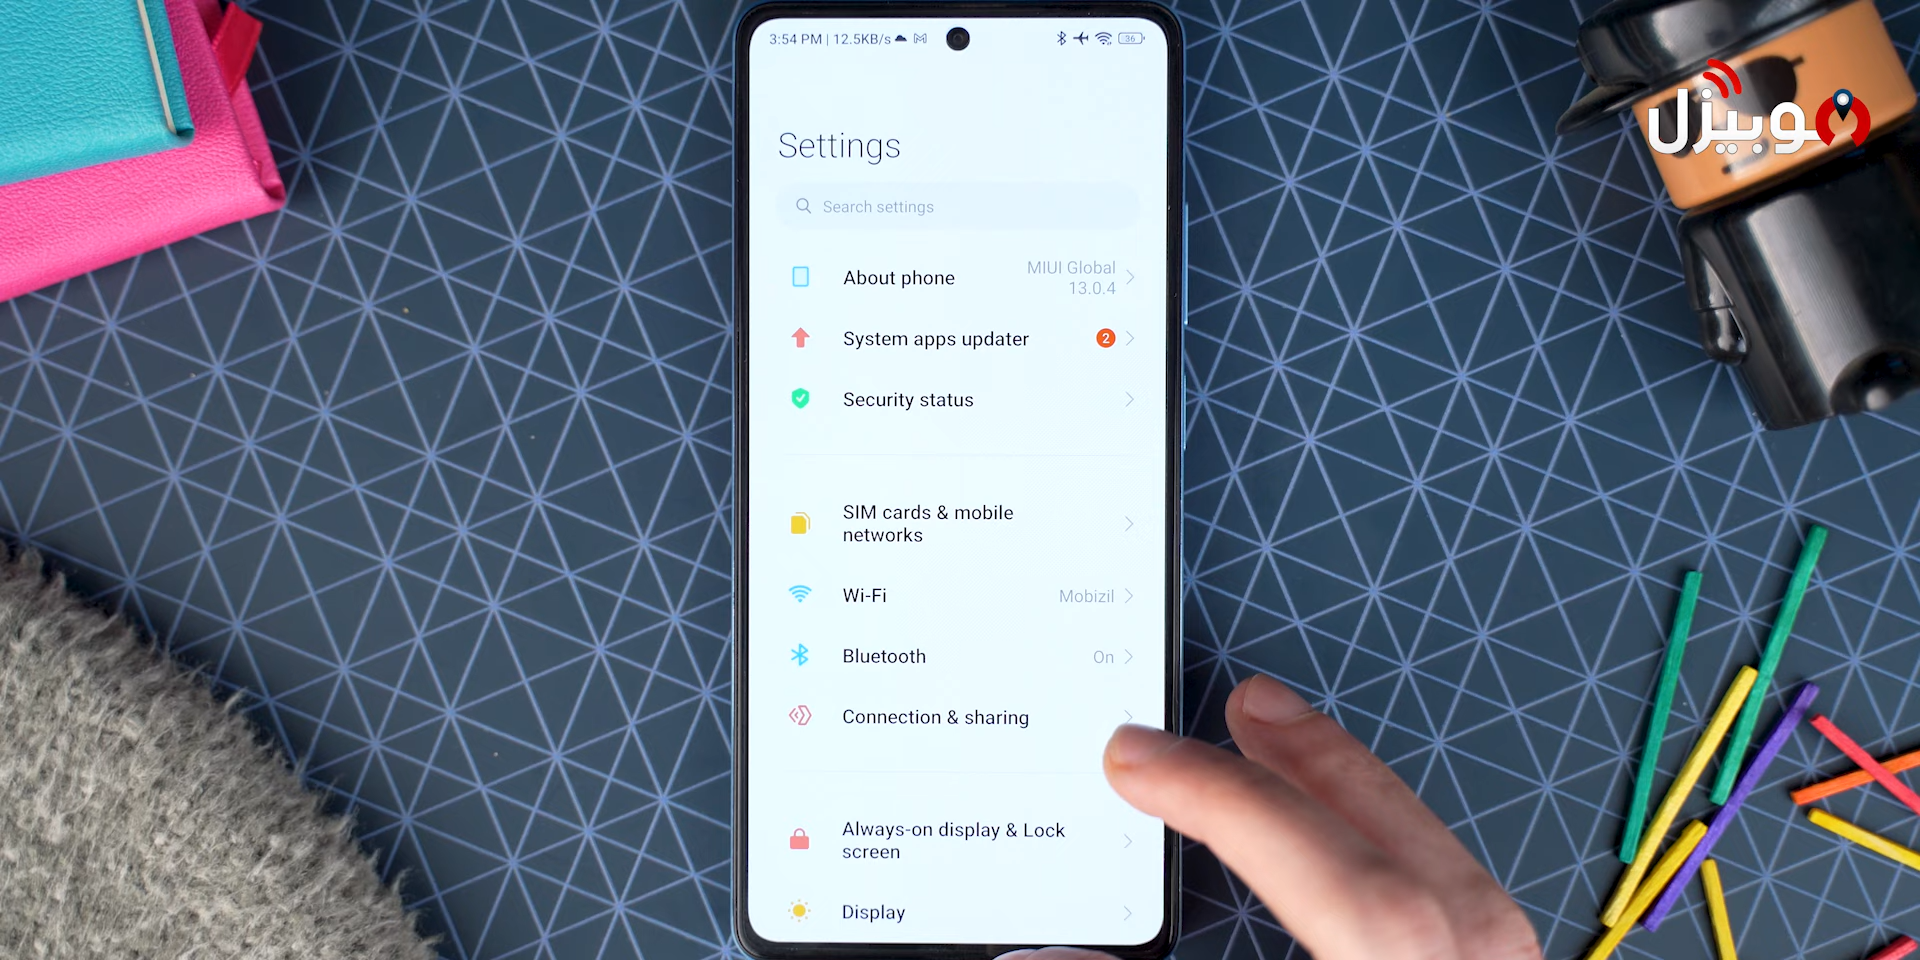 3:54 PM | 12.5KB/s
36
موبيزل
Settings
Search settings
About phone
MIUI Global
13.0.4
System apps updater
2
Security status
SIM cards & mobile
networks
Wi-Fi
Mobizil
Bluetooth
On
Connection & sharing
Always-on display & Lock
screen
Display